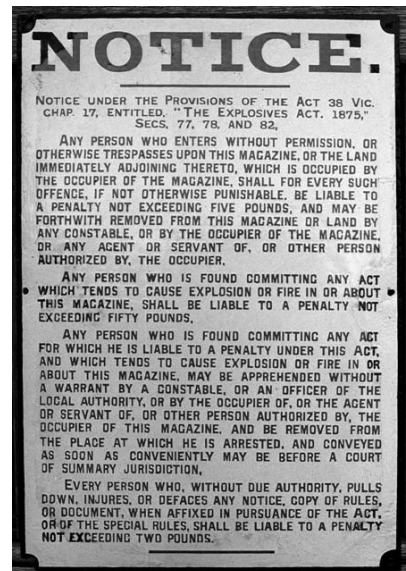 NOTICE.
NOTICE UNDER THE PROVISIONS OF THE ACT 38 VIC.
CHAP. 17, ENTITLED, "THE EXPLOSIVES ACT. 1875,"
SECS, 77, 78, AND 82,
ANY PERSON WHO ENTERS WITHOUT PERMISSION, OR
OTHERWISE TRESPASSES UPON THIS MAGAZINE, OR THE LAND
IMMEDIATELY ADJOINING THERETO, WHICH IS OCCUPIED BY
THE OCCUPIER OF THE MAGAZINE, SHALL FOR EVERY SUCH
OFFENCE, IF NOT OTHERWISE PUNISHABLE, BE LIABLE TO
A PENALTY NOT EXCEEDING FIVE POUNDS, AND MAY BE
FORTHWITH REMOVED FROM THIS MAGAZINE OR LAND BY
ANY CONSTABLE, OR BY THE OCCUPIER OF THE MAGAZINE,
OR ANY AGENT OR SERVANT OF, OR OTHER PERSON
AUTHORIZED BY, THE OCCUPIER.
ANY PERSON WHO IS FOUND COMMITTING ANY ACT
WHICH TENDS TO CAUSE EXPLOSION OR FIRE IN OR ABOUT
THIS MAGAZINE, SHALL BE LIABLE TO A PENALTY NOT
EXCEEDING FIFTY POUNDS.
ANY PERSON WHO IS FOUND COMMITTING ANY ACT
FOR WHICH HE IS LIABLE TO A PENALTY UNDER THIS ACT,
AND WHICH TENDS TO CAUSE EXPLOSION OR FIRE IN OR
ABOUT THIS MAGAZINE, MAY BE APPREHENDED WITHOUT
A WARRANT BY A CONSTABLE, OR AN OFFICER OF THE
LOCAL AUTHORITY, OR BY THE OCCUPIER OF, OR THE AGENT
OR SERVANT OF, OR OTHER PERSON AUTHORIZED BY, THE
OCCUPIER OF THIS MAGAZINE, AND BE REMOVED FROM
THE PLACE AT WHICH HE IS ARRESTED, AND CONVEYED
AS SOON AS CONVENIENTLY MAY BE BEFORE A COURT
OF SUMMARY JURISDICTION,
EVERY PERSON WHO, WITHOUT DUE AUTHORITY, PULLS
DOWN, INJURES, OR DEFACES ANY NOTICE, COPY OF RULES,
OR DOCUMENT, WHEN AFFIXED IN PURSUANCE OF THE ACT,
OR OF THE SPECIAL RULES, SHALL BE LIABLE TO A PENALTY
NOT EXCEEDING TWO POUNDS.